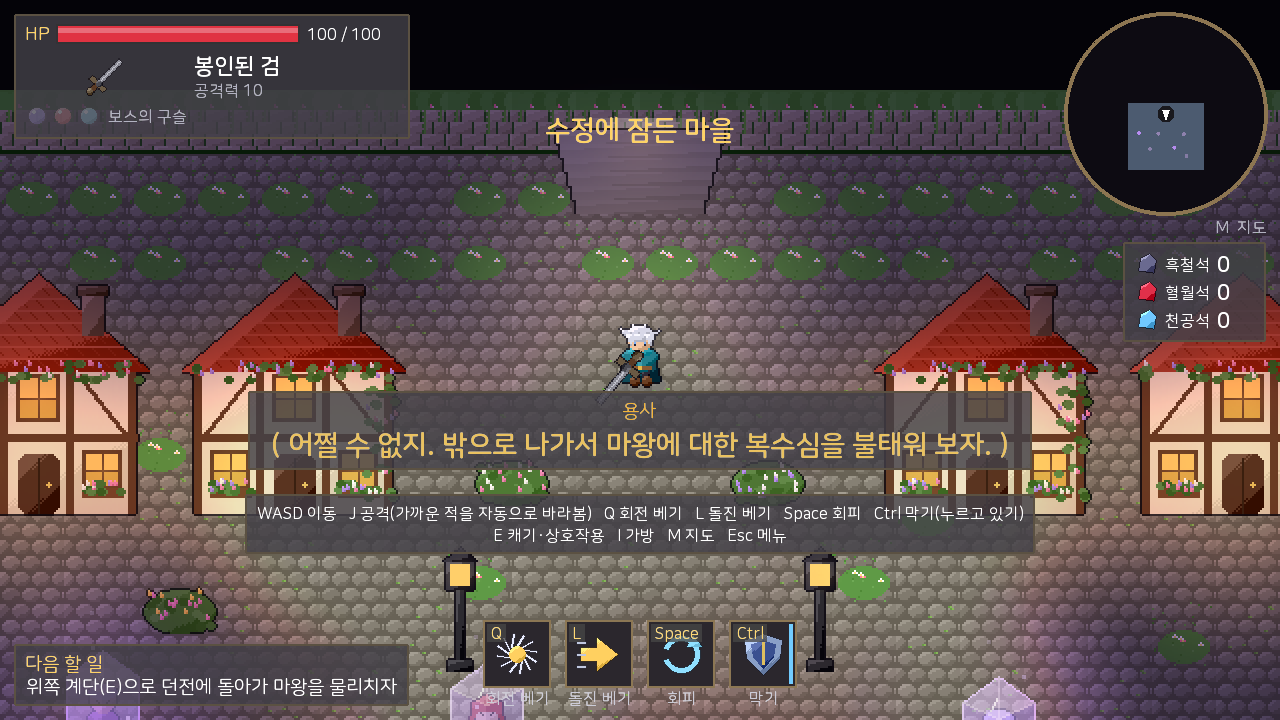 HP 100 / 100
봉인된 검
공격력 10
보스의 구슬
수정에 잠든 마을
M 지도
흑철석 0
혈월석 0
천공석 0
용사
( 어쩔 수 없지. 밖으로 나가서 마왕에 대한 복수심을 불태워 보자. )
WASD 이동 J 공격(가까운 적을 자동으로 바라봄) Q 회전 베기 L 돌진 베기 Space 회피 Ctrl 막기(누르고 있기)
E 캐기·상호작용 I 가방 M 지도 Esc 메뉴
다음 할 일
위쪽 계단(E)으로 던전에 돌아가 마왕을 물리치자
Q L Space Ctrl
회전 베기 돌진 베기 회피 막기